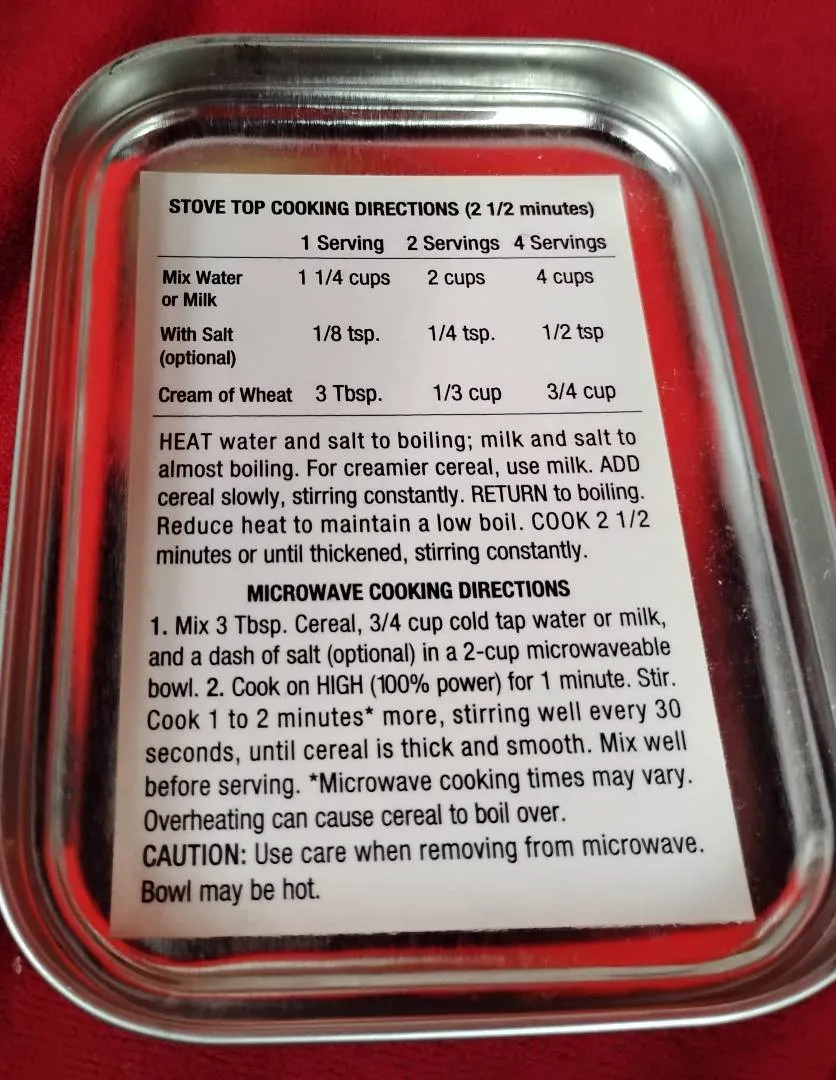 STOVE TOP COOKING DIRECTIONS (2 1/2 minutes)
1 Serving 2 Servings 4 Servings
Mix Water 1 1/4 cups 2 cups 4 cups
or Milk
With Salt 1/8 tsp. 1/4 tsp. 1/2 tsp
(optional)
Cream of Wheat 3 Tbsp. 1/3 cup 3/4 cup
HEAT water and salt to boiling; milk and salt to
almost boiling. For creamier cereal, use milk. ADD
cereal slowly, stirring constantly. RETURN to boiling.
Reduce heat to maintain a low boil. COOK 2 1/2
minutes or until thickened, stirring constantly.
MICROWAVE COOKING DIRECTIONS
1. Mix 3 Tbsp. Cereal, 3/4 cup cold tap water or milk,
and a dash of salt (optional) in a 2-cup microwaveable
bowl. 2. Cook on HIGH (100% power) for 1 minute. Stir.
Cook 1 to 2 minutes* more, stirring well every 30
seconds, until cereal is thick and smooth. Mix well
before serving. *Microwave cooking times may vary.
Overheating can cause cereal to boil over.
CAUTION: Use care when removing from microwave.
Bowl may be hot.